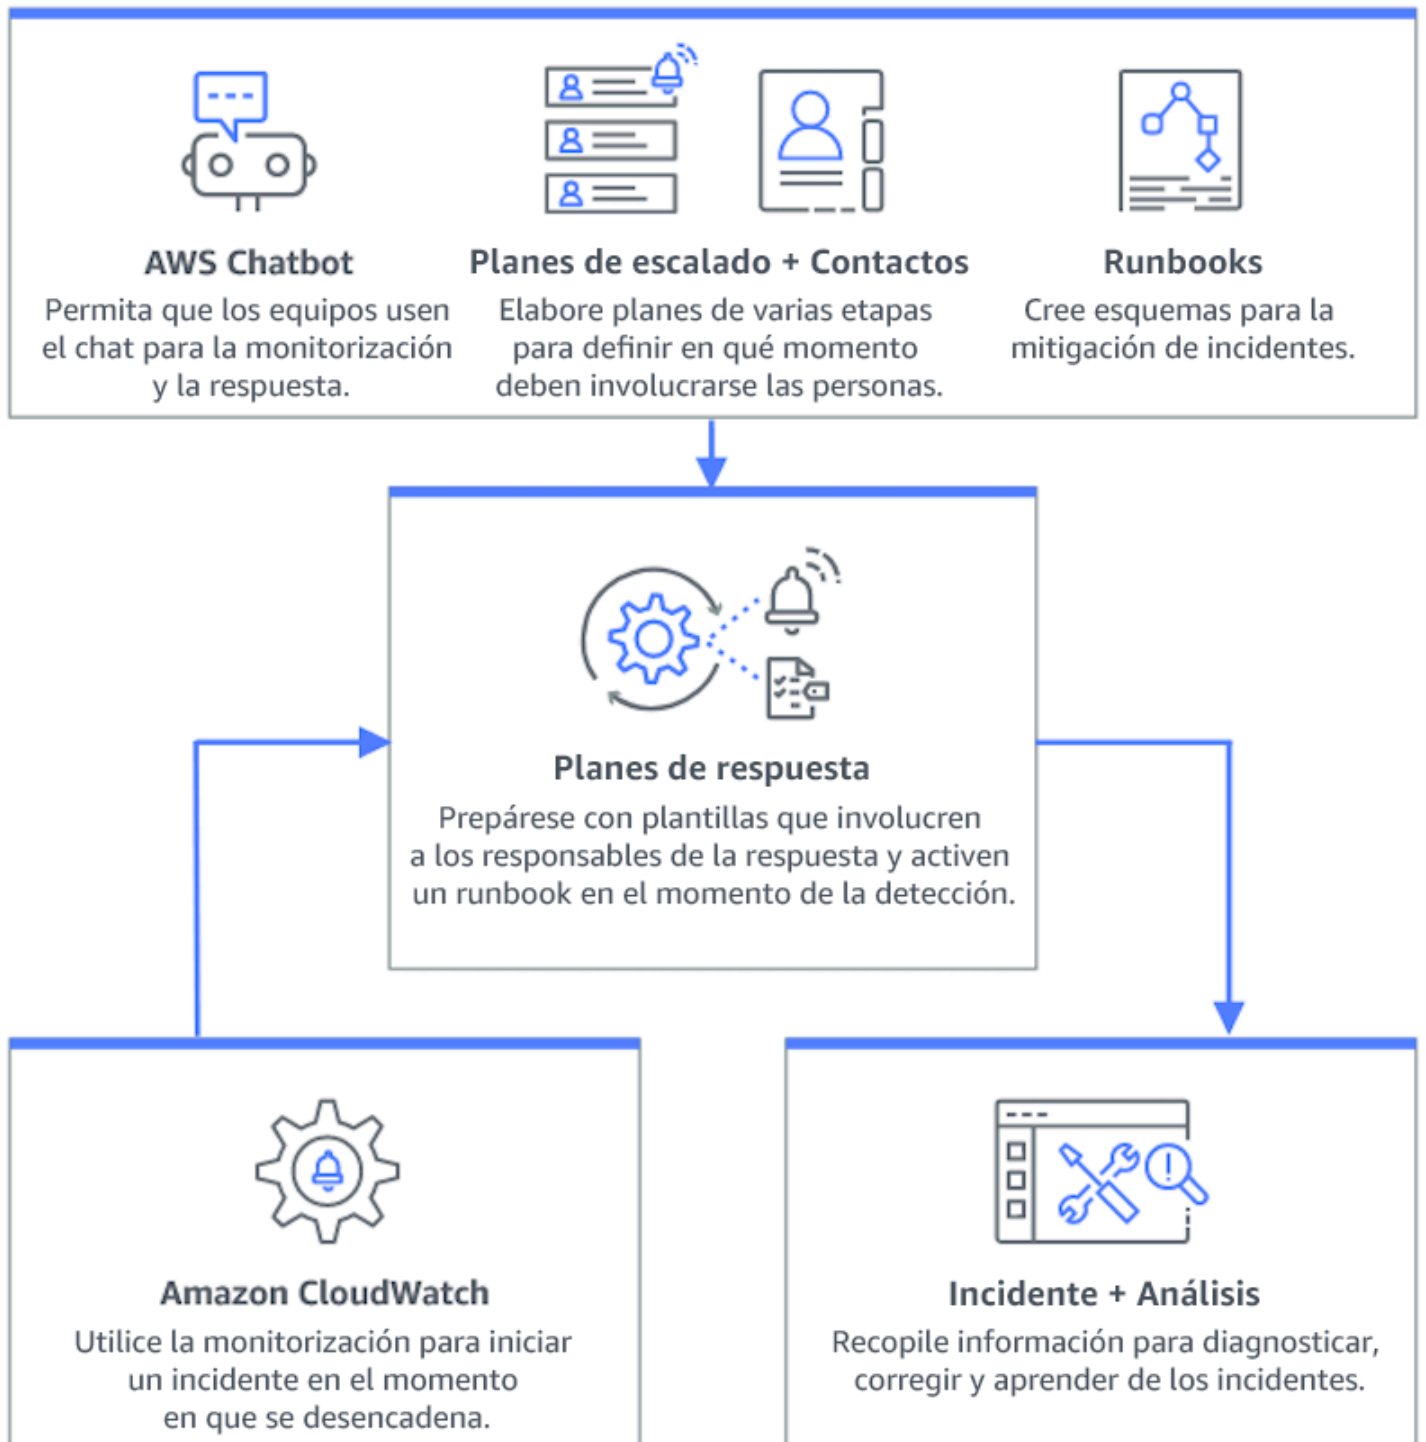 AWS Chatbot
Permita que los equipos usen
el chat para la monitorización
y la respuesta.
Planes de escalado + Contactos
Elabore planes de varias etapas
para definir en qué momento
deben involucrarse las personas.
Runbooks
Cree esquemas para la
mitigación de incidentes.
Planes de respuesta
Prepárese con plantillas que involucren
a los responsables de la respuesta y activen
un runbook en el momento de la detección.
Amazon CloudWatch
Utilice la monitorización para iniciar
un incidente en el momento
en que se desencadena.
Incidente + Análisis
Recopile información para diagnosticar,
corregir y aprender de los incidentes.